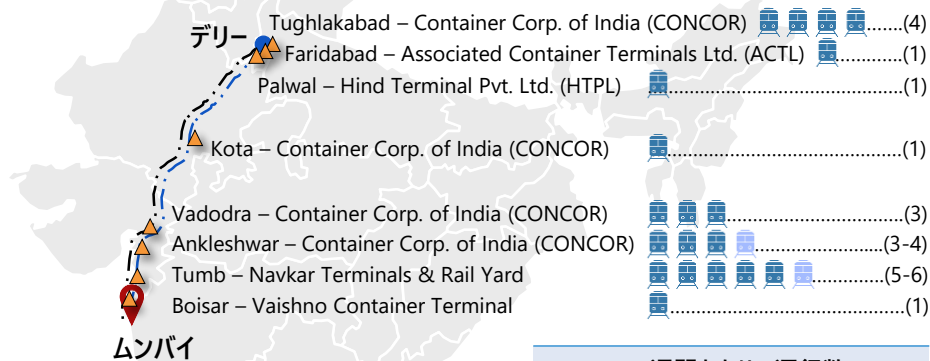 デリー
Tughlakabad – Container Corp. of India (CONCOR) .......(4)
Faridabad – Associated Container Terminals Ltd. (ACTL) .............(1)
Palwal – Hind Terminal Pvt. Ltd. (HTPL) ..........................................(1)
Kota – Container Corp. of India (CONCOR) ..........................................(1)
Vadodra – Container Corp. of India (CONCOR) ............................(3)
Ankleshwar – Container Corp. of India (CONCOR) .....................(3-4)
Tumb – Navkar Terminals & Rail Yard ............(5-6)
Boisar – Vaishno Container Terminal ..........................................(1)
ムンバイ